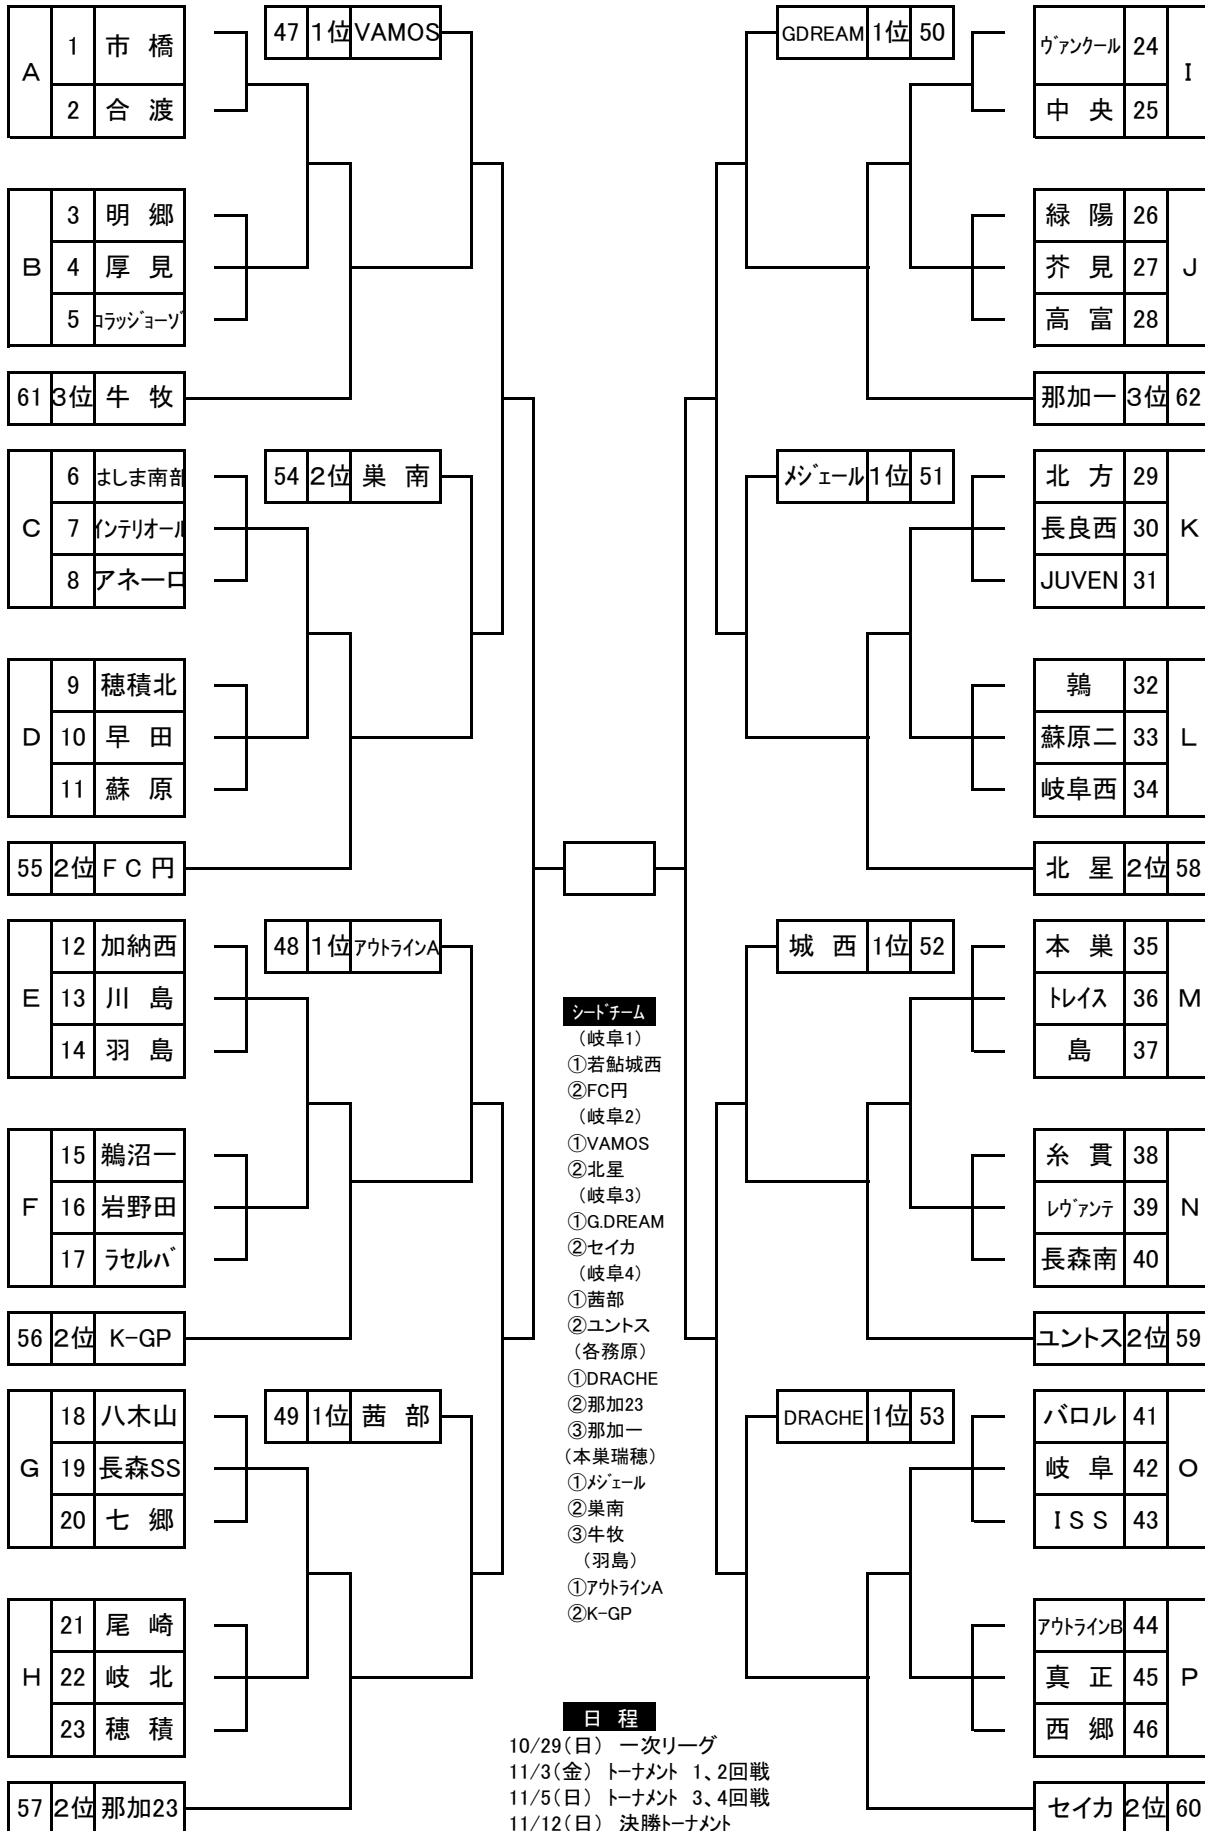 A
1 市 橋
2 合 渡
47 1位 VAMOS
B
3 明 郷
4 厚 見
5 コラッジョーゾ
61 3位 牛 牧
C
6 はしま南部
7 インテリオール
8 アネーロ
54 2位 巣 南
D
9 穂積北
10 早 田
11 蘇 原
55 2位 FC円
E
12 加納西
13 川 島
14 羽 島
48 1位 アウトラインA
F
15 鵜沼一
16 岩野田
17 ラセルバ
56 2位 K-GP
G
18 八木山
19 長森SS
20 七 郷
49 1位 茜 部
H
21 尾 崎
22 岐 北
23 穂 積
57 2位 那加23
シードチーム
(岐阜1)
①若鮎城西
②FC円
(岐阜2)
①VAMOS
②北星
(岐阜3)
①G.DREAM
②セイカ
(岐阜4)
①茜部
②ユントス
(各務原)
①DRACHE
②那加23
③那加一
(本巣瑞穂)
①メジェール
②巣南
③牛牧
(羽島)
①アウトラインA
②K-GP
日 程
10/29(日) 一次リーグ
11/3(金) トーナメント 1、2回戦
11/5(日) トーナメント 3、4回戦
11/12(日) 決勝トーナメント
GDREAM 1位 50
ヴァンクール 24
中 央 25
I
緑 陽 26
芥 見 27
高 富 28
J
那加一 3位 62
メジェール 1位 51
北 方 29
長良西 30
JUVEN 31
K
鶉 32
蘇原二 33
岐阜西 34
L
北 星 2位 58
城 西 1位 52
本 巣 35
トレイス 36
島 37
M
糸 貫 38
レヴァンテ 39
長森南 40
N
ユントス 2位 59
DRACHE 1位 53
バロル 41
岐 阜 42
ISS 43
O
アウトラインB 44
真 正 45
西 郷 46
P
セイカ 2位 60